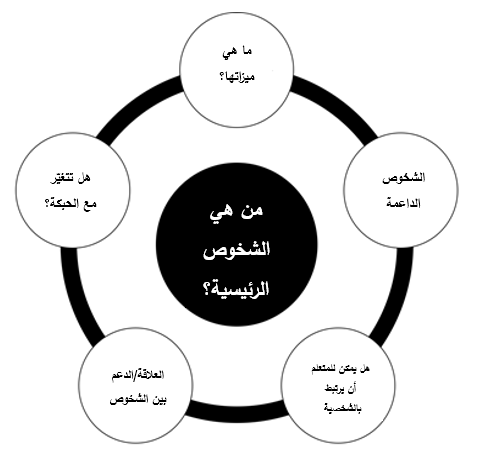 ما هي
ميزاتها؟
الشخوص
الداعمة
هل يمكن للمتعلم
أن يرتبط
بالشخصية
العلاقة/الدعم
بين الشخوص
هل تتغيّر
مع الحبكة؟
من هي
الشخوص
الرئيسية؟